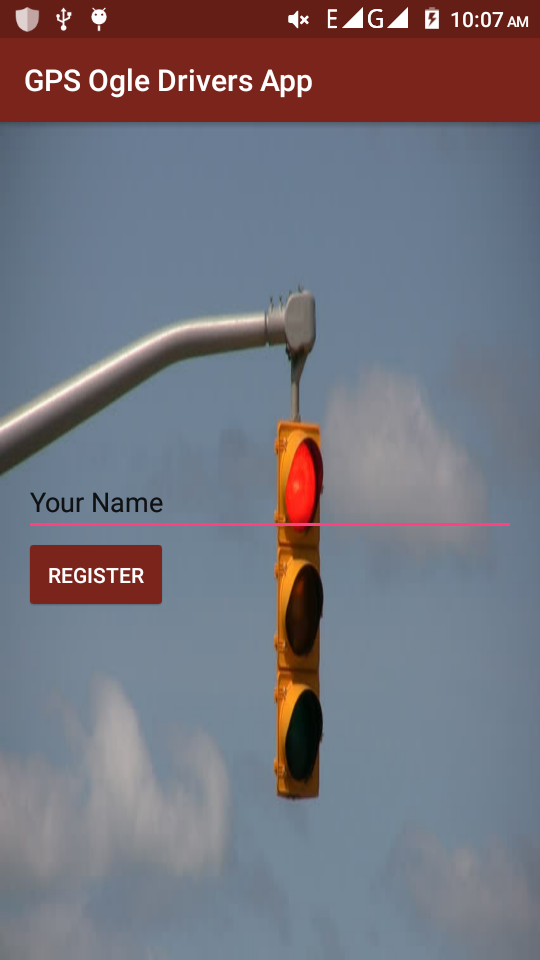 E G 10:07 AM
GPS Ogle Drivers App
Your Name
REGISTER